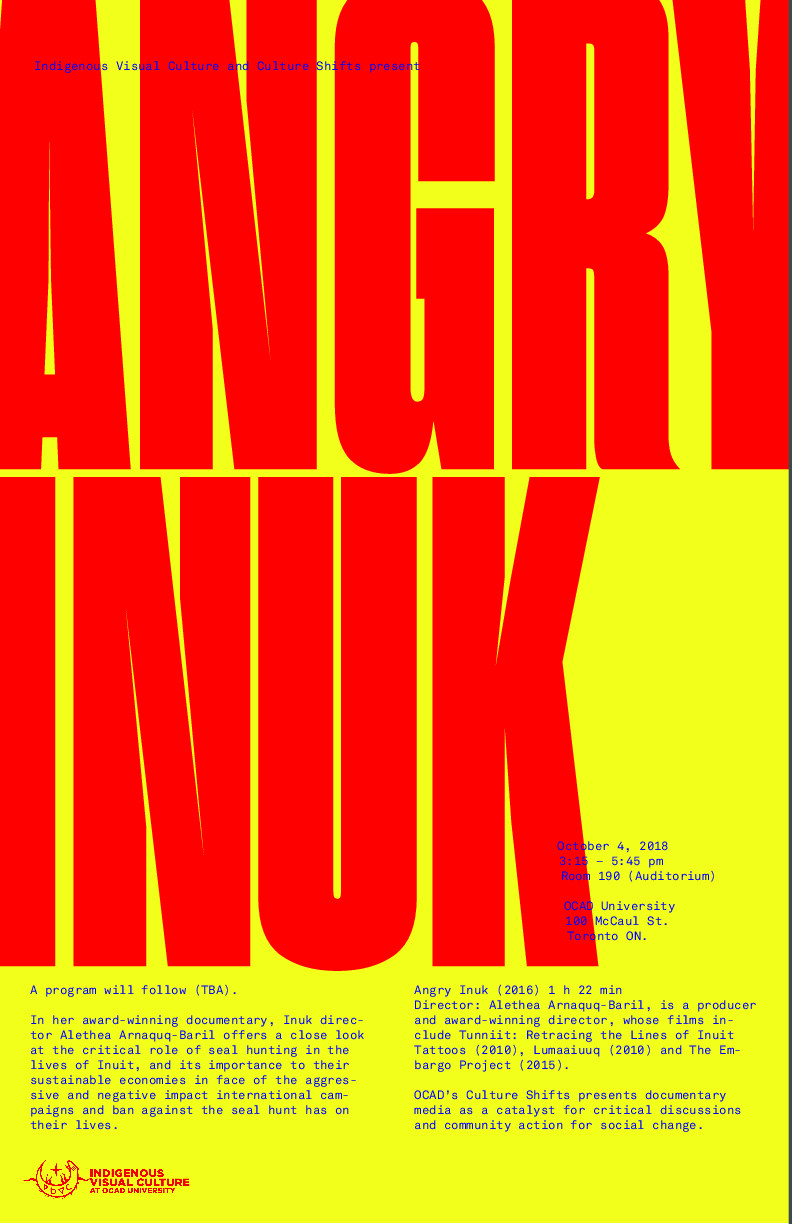 Indigenous Visual Culture and Culture Shifts present
ANGRY
INUK
October 4, 2018
3:15 – 5:45 pm
Room 190 (Auditorium)
OCAD University
100 McCaul St.
Toronto ON.
A program will follow (TBA).
In her award-winning documentary, Inuk direc-
tor Alethea Arnaquq-Baril offers a close look
at the critical role of seal hunting in the
lives of Inuit, and its importance to their
sustainable economies in face of the aggres-
sive and negative impact international cam-
paigns and ban against the seal hunt has on
their lives.
Angry Inuk (2016) 1 h 22 min
Director: Alethea Arnaquq-Baril, is a producer
and award-winning director, whose films in-
clude Tunniit: Retracing the Lines of Inuit
Tattoos (2010), Lumaaiuuq (2010) and The Em-
bargo Project (2015).
OCAD's Culture Shifts presents documentary
media as a catalyst for critical discussions
and community action for social change.
INDIGENOUS
VISUAL CULTURE
AT OCAD UNIVERSITY